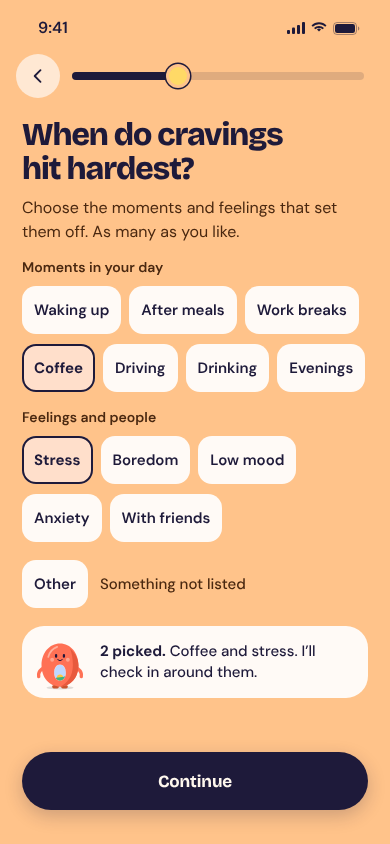 9:41
When do cravings
hit hardest?
Choose the moments and feelings that set
them off. As many as you like.
Moments in your day
Waking up After meals Work breaks
Coffee Driving Drinking Evenings
Feelings and people
Stress Boredom Low mood
Anxiety With friends
Other Something not listed
2 picked. Coffee and stress. I’ll
check in around them.
Continue